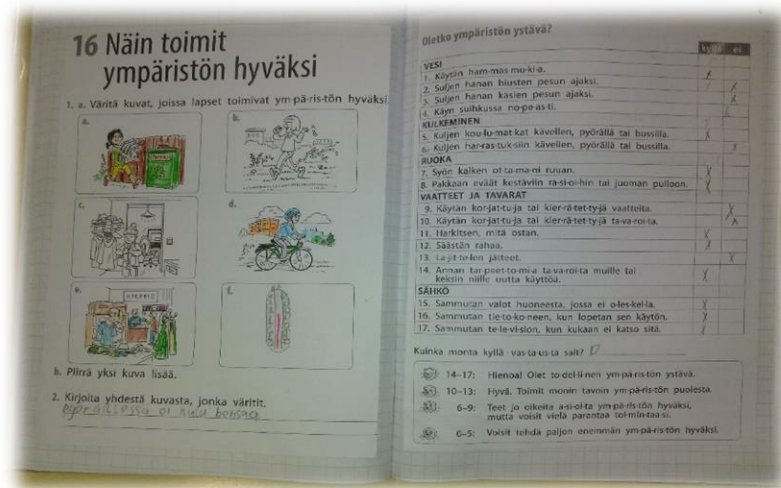 16 Näin toimit
ympäristön hyväksi
1. a. Väritä kuvat, joissa lapset toimivat ym-pä-ris-tön hyväksi.
a.
b.
c.
d.
KIRPPIS
e.
f.
b. Piirrä yksi kuva lisää.
2. Kirjoita yhdestä kuvasta, jonka väritit.
ei kulu bensaa
Oletko ympäristön ystävä?
kyllä ei
VESI
1. Käytän ham-mas-mu-ki-a.
2. Suljen hanan hiusten pesun ajaksi.
3. Suljen hanan käsien pesun ajaksi.
4. Käyn suihkussa no-pe-as-ti.
KULKEMINEN
5. Kuljen kou-lu-mat-kat kävellen, pyörällä tai bussilla.
6. Kuljen har-ras-tuk-siin kävellen, pyörällä tai bussilla.
RUOKA
7. Syön kaiken ot-ta-ma-ni ruuan.
8. Pakkaan eväät kestäviin ra-si-oi-hin tai juoman pulloon.
VAATTEET JA TAVARAT
9. Käytän kor-jat-tu-ja tai kier-rä-tet-ty-jä vaatteita.
10. Käytän kor-jat-tu-ja tai kier-rä-tet-ty-jä ta-va-roi-ta.
11. Harkitsen, mitä ostan.
12. Säästän rahaa.
13. La-jit-te-len jätteet.
14. Annan tar-peet-to-mi-a ta-va-roi-ta muille tai
keksin niille uutta käyttöä.
SÄHKÖ
15. Sammutan valot huoneesta, jossa ei o-les-kel-la.
16. Sammutan tie-to-ko-neen, kun lopetan sen käytön.
17. Sammutan te-le-vi-sion, kun kukaan ei katso sitä.
Kuinka monta kyllä -vas-ta-us-ta sait?
14–17: Hienoa! Olet to-del-li-nen ym-pä-ris-tön ystävä.
10–13: Hyvä. Toimit monin tavoin ym-pä-ris-tön puolesta.
6–9: Teet jo oikeita a-si-oi-ta ym-pä-ris-tön hyväksi,
mutta voisit vielä parantaa toi-min-taa-si.
0–5: Voisit tehdä paljon enemmän ym-pä-ris-tön hyväksi.